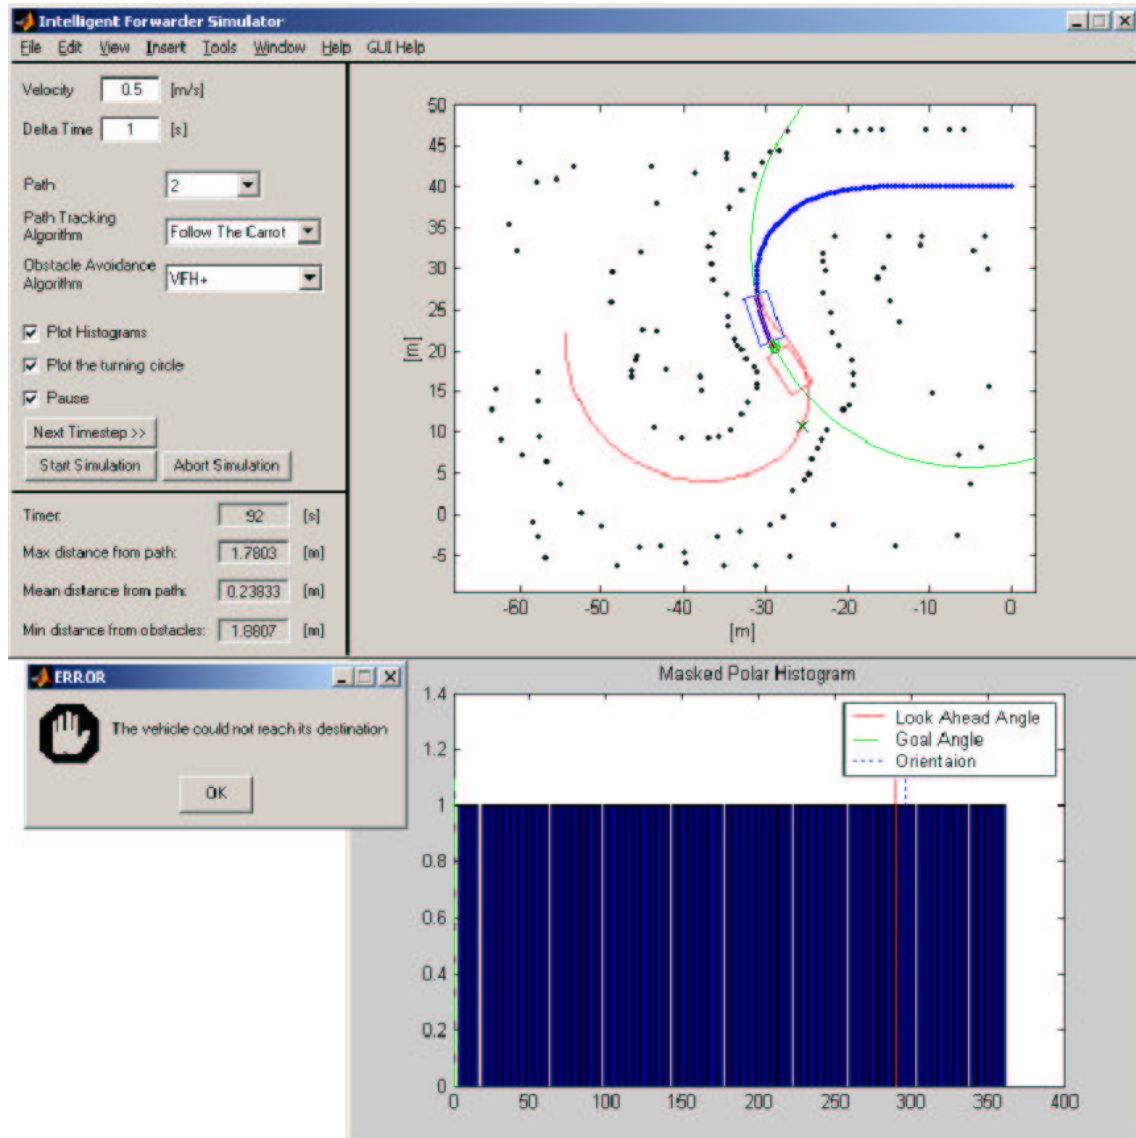 Intelligent Forwarder Simulator
File Edit View Insert Tools Window Help GUI Help
Velocity 0.5 [m/s]
Delta Time 1 [s]
Path 2
Path Tracking
Algorithm
Follow The Carrot
Obstacle Avoidance
Algorithm
VFH+
Plot Histograms
Plot the turning circle
Pause
Next Timestep >>
Start Simulation Abort Simulation
Timer: 92 [s]
Max distance from path: 1.7803 [m]
Mean distance from path: 0.23833 [m]
Min distance from obstacles: 1.8807 [m]
50
45
40
35
30
25
20
15
10
5
0
-5
[m]
-60 -50 -40 -30 -20 -10 0
[m]
ERROR
The vehicle could not reach its destination
OK
Masked Polar Histogram
Look Ahead Angle
Goal Angle
Orientaion
1.4
1.2
1
0.8
0.6
0.4
0.2
0
0 50 100 150 200 250 300 350 400